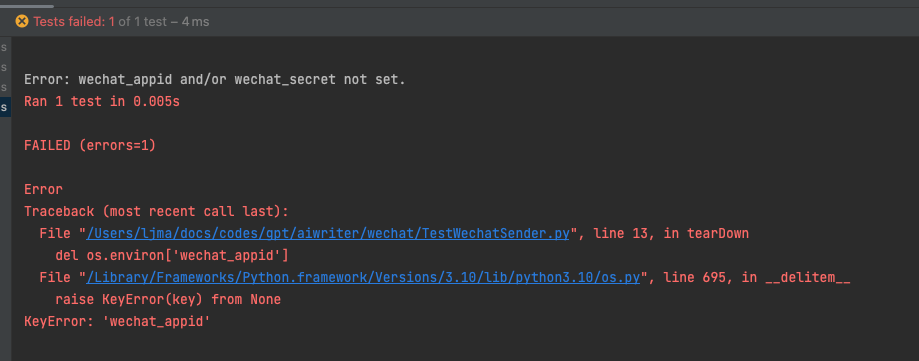 Tests failed: 1 of 1 test – 4 ms
s
s
s
s
Error: wechat_appid and/or wechat_secret not set.
Ran 1 test in 0.005s
FAILED (errors=1)
Error
Traceback (most recent call last):
File "/Users/ljma/docs/codes/gpt/aiwriter/wechat/TestWechatSender.py", line 13, in tearDown
del os.environ['wechat_appid']
File "/Library/Frameworks/Python.framework/Versions/3.10/lib/python3.10/os.py", line 695, in __delitem__
raise KeyError(key) from None
KeyError: 'wechat_appid'